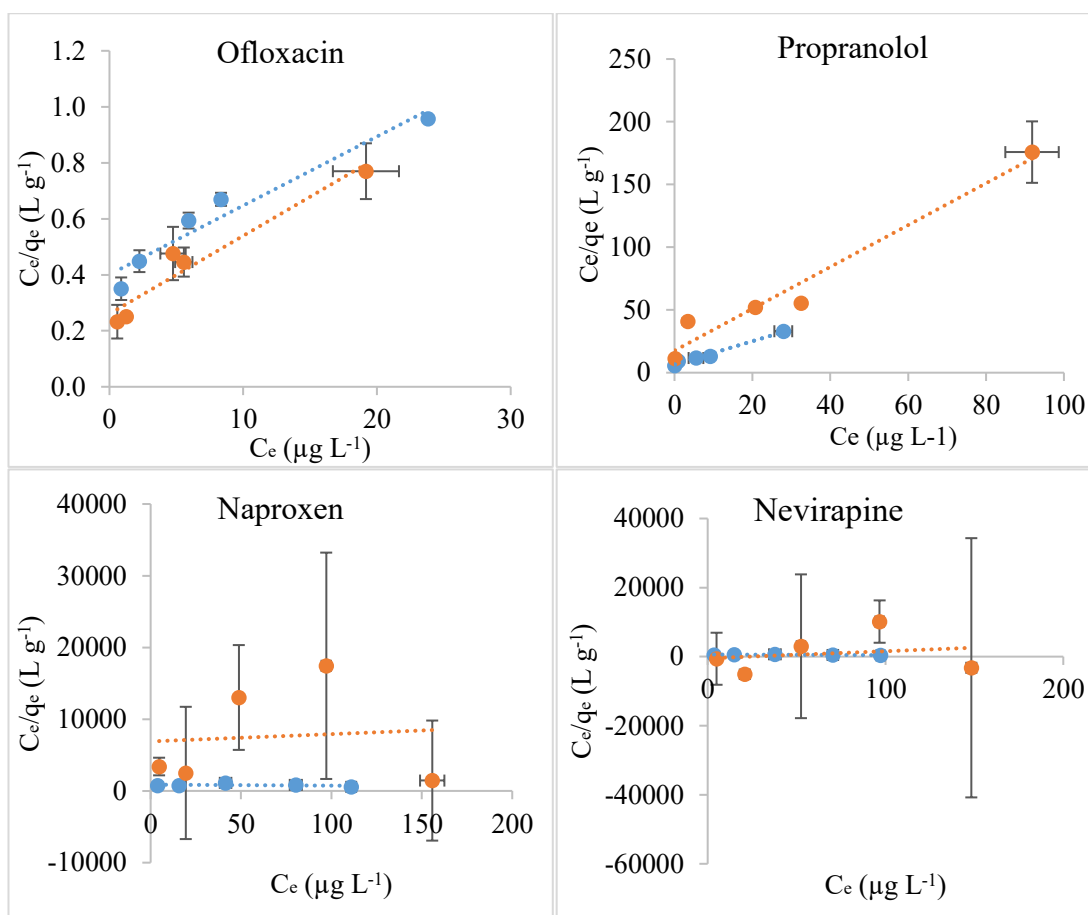 Ofloxacin
1.2
1.0
0.8
0.6
0.4
0.2
0.0
Cₑ/qₑ (L g⁻¹)
0 10 20 30
Cₑ (µg L⁻¹)
Propranolol
250
200
150
100
50
0
Ce/qe (L g⁻¹)
0 20 40 60 80 100
Ce (µg L-1)
Naproxen
40000
30000
20000
10000
0
-10000
Cₑ/qₑ (L g⁻¹)
0 50 100 150 200
Cₑ (µg L⁻¹)
Nevirapine
40000
20000
0
-20000
-40000
-60000
Cₑ/qₑ (L g⁻¹)
0 100 200
Cₑ (µg L⁻¹)